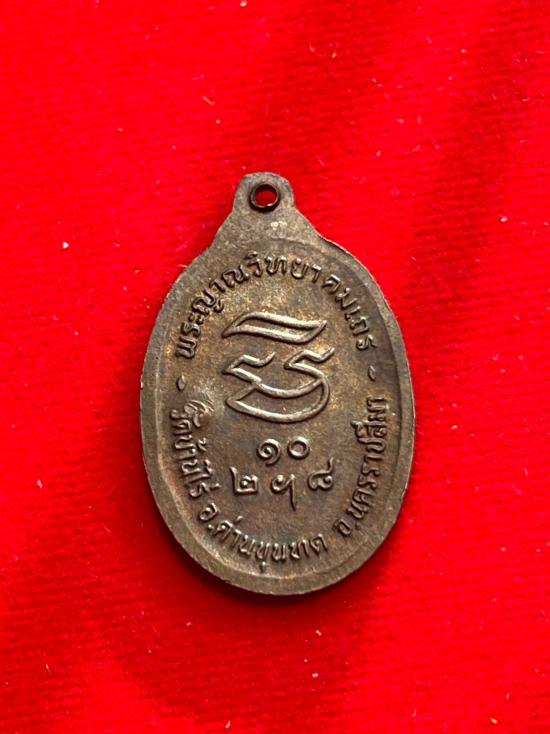 พระญาณวิทยาคมเถร
๑๐
๒ ฯ ๘
วัดบ้านไร่ อ.ด่านขุนทด จ.นครราชสีมา